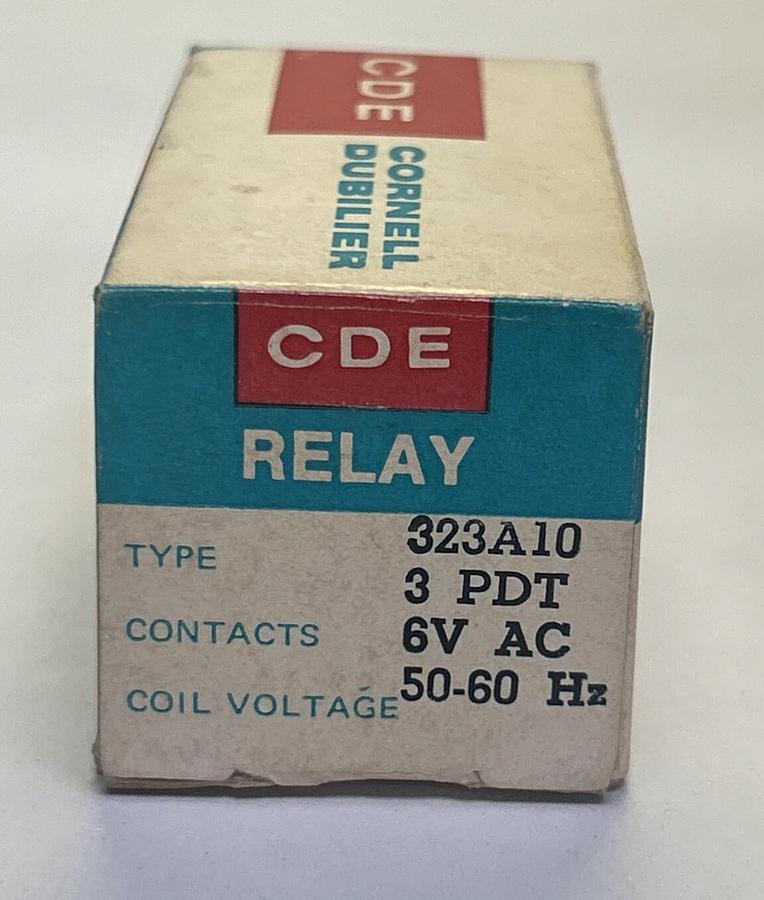 CDE
CORNELL
DUBILIER
CDE
RELAY
TYPE 323A10
3 PDT
CONTACTS 6V AC
COIL VOLTAGE 50-60 Hz